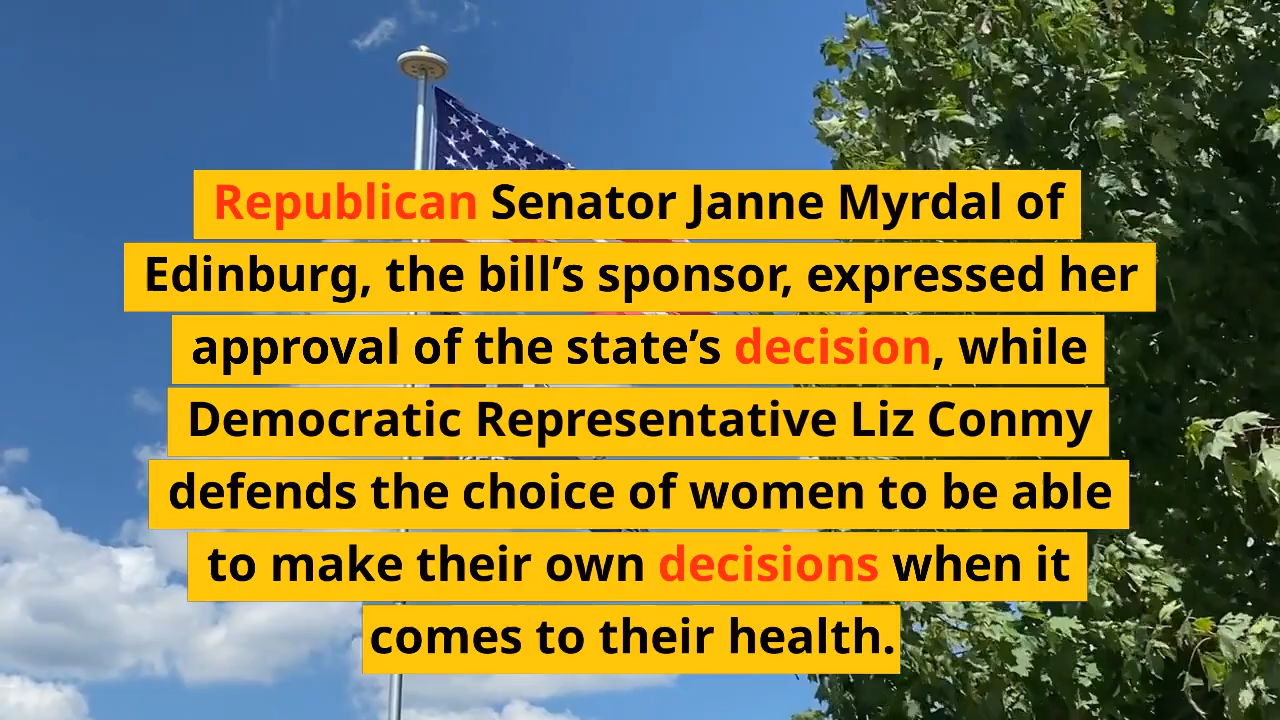 Republican Senator Janne Myrdal of
Edinburg, the bill’s sponsor, expressed her
approval of the state’s decision, while
Democratic Representative Liz Conmy
defends the choice of women to be able
to make their own decisions when it
comes to their health.